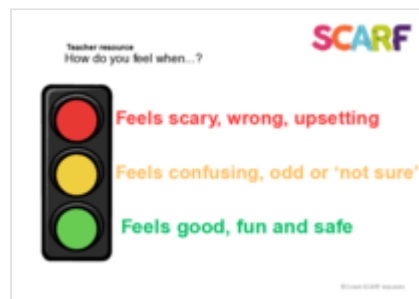 SCARF
Teacher resource
How do you feel when...?
Feels scary, wrong, upsetting
Feels confusing, odd or ‘not sure’
Feels good, fun and safe